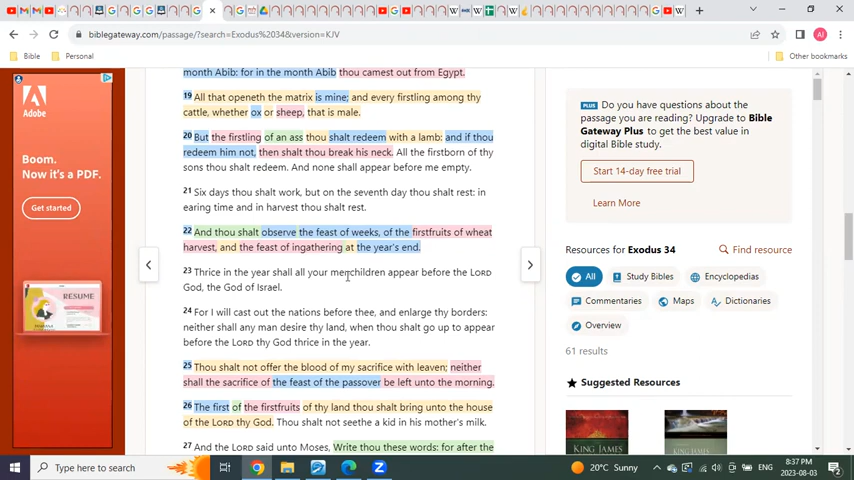 biblegateway.com/passage/?search=Exodus%2034&version=KJV
Bible
Personal
Other bookmarks
month Abib: for in the month Abib thou camest out from Egypt.
19 All that openeth the matrix is mine; and every firstling among thy
cattle, whether ox or sheep, that is male.
20 But the firstling of an ass thou shalt redeem with a lamb: and if thou
redeem him not, then shalt thou break his neck. All the firstborn of thy
sons thou shalt redeem. And none shall appear before me empty.
21 Six days thou shalt work, but on the seventh day thou shalt rest: in
earing time and in harvest thou shalt rest.
22 And thou shalt observe the feast of weeks, of the firstfruits of wheat
harvest, and the feast of ingathering at the year's end.
23 Thrice in the year shall all your menchildren appear before the LORD
God, the God of Israel.
24 For I will cast out the nations before thee, and enlarge thy borders:
neither shall any man desire thy land, when thou shalt go up to appear
before the LORD thy God thrice in the year.
25 Thou shalt not offer the blood of my sacrifice with leaven; neither
shall the sacrifice of the feast of the passover be left unto the morning.
26 The first of the firstfruits of thy land thou shalt bring unto the house
of the LORD thy God. Thou shalt not seethe a kid in his mother's milk.
27 And the LORD said unto Moses, Write thou these words: for after the
Adobe
Boom.
Now it's a PDF.
Get started
RESUME
PLUS Do you have questions about the
passage you are reading? Upgrade to Bible
Gateway Plus to get the best value in
digital Bible study.
Start 14-day free trial
Learn More
Resources for Exodus 34
Find resource
All
Study Bibles
Encyclopedias
Commentaries
Maps
Dictionaries
Overview
61 results
Suggested Resources
KING JAMES
Type here to search
20°C Sunny
ENG
8:37 PM
2023-08-03
2